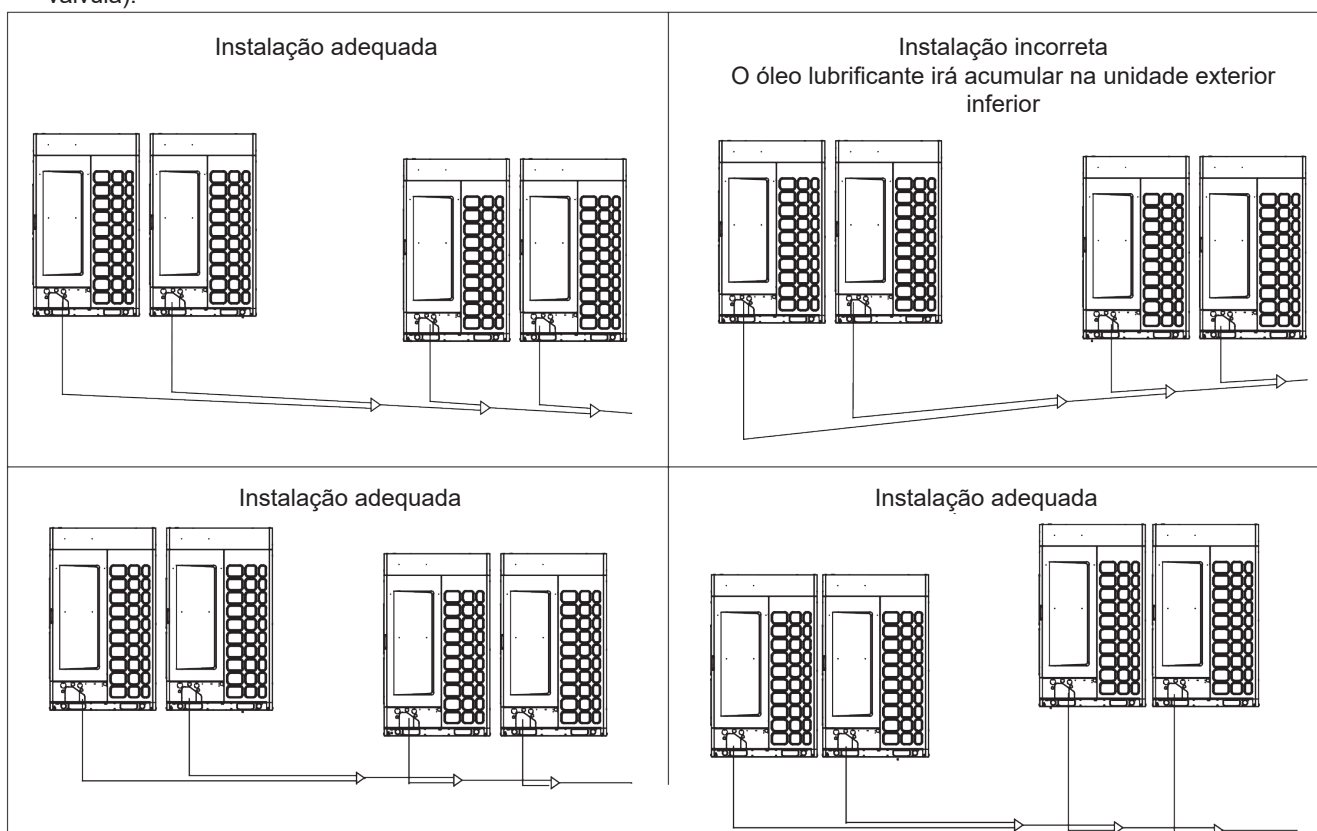 válvula).
Instalação adequada
Instalação incorreta
O óleo lubrificante irá acumular na unidade exterior
inferior
Instalação adequada
Instalação adequada